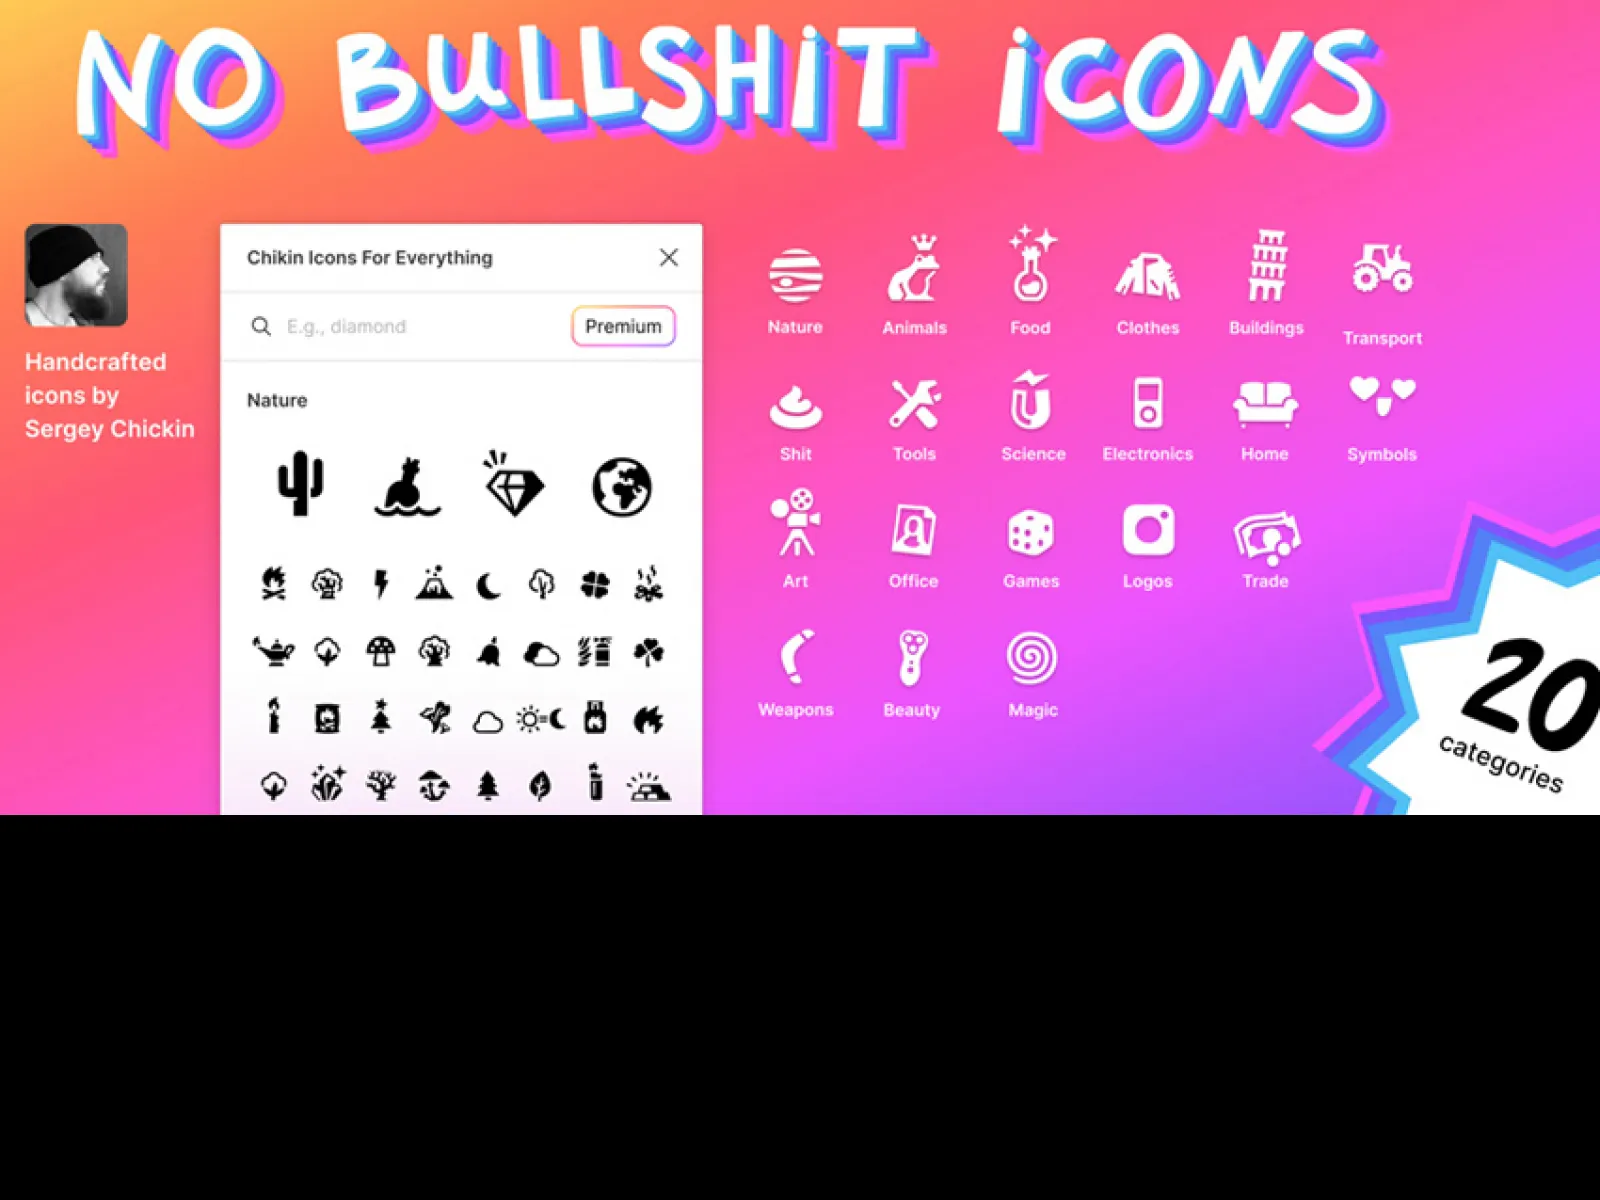 NO BULLSHiT iCONS
Handcrafted
icons by
Sergey Chickin
Chikin Icons For Everything
E.g., diamond
Premium
Nature
Nature
Animals
Food
Clothes
Buildings
Transport
Shit
Tools
Science
Electronics
Home
Symbols
Art
Office
Games
Logos
Trade
Weapons
Beauty
Magic
20
categories